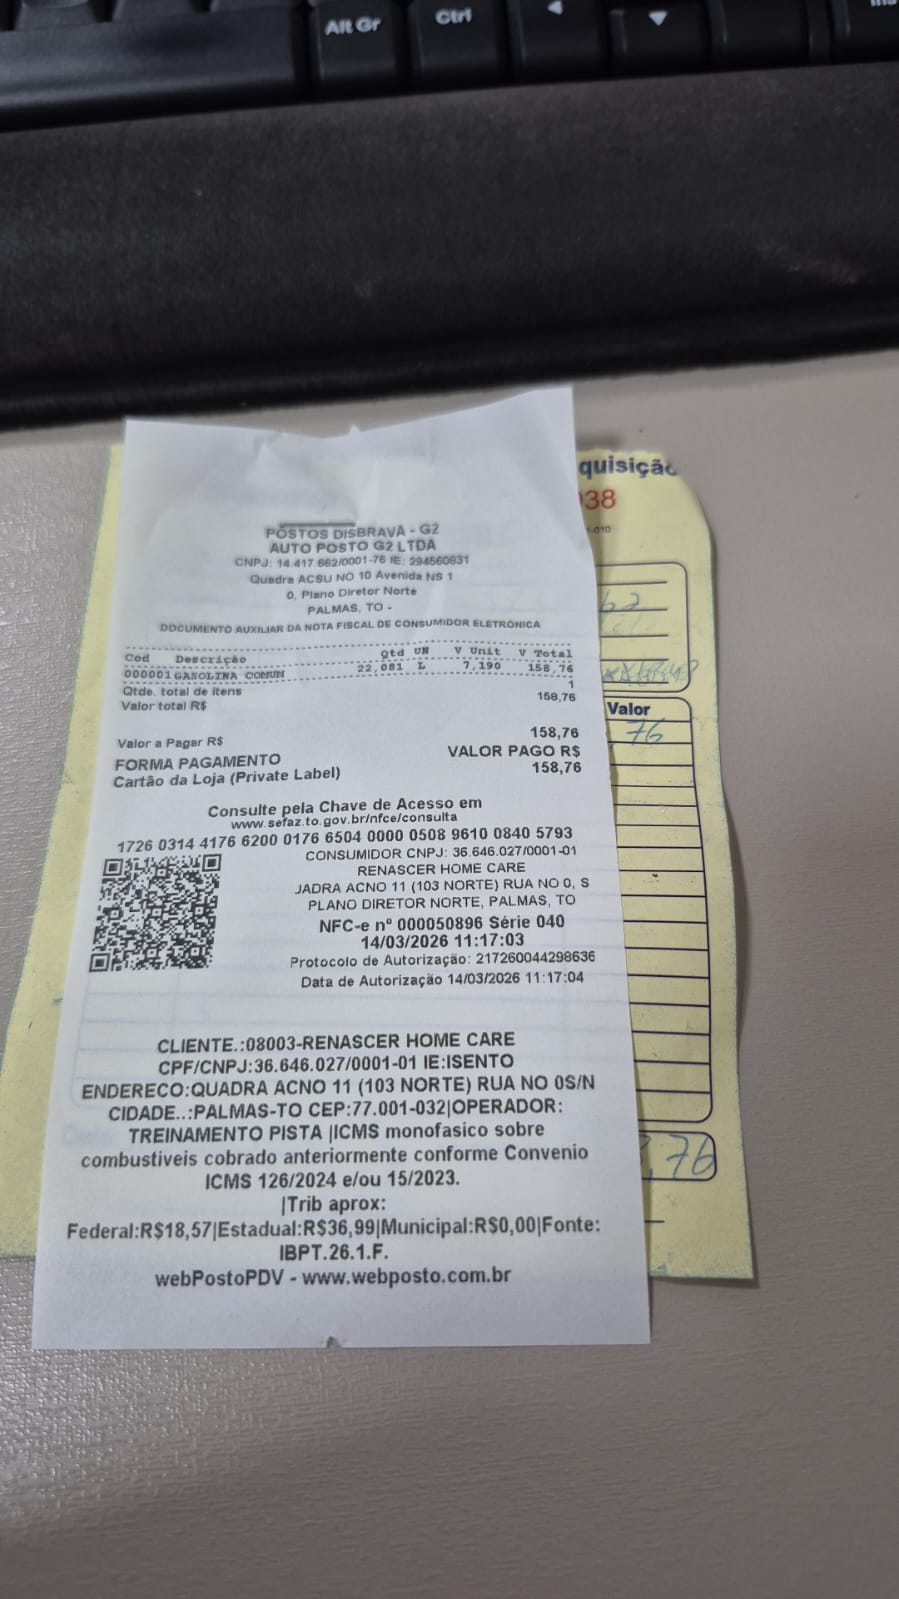 Alt Gr
Ctrl
Ins
quisição
038
POSTOS DISBRAVA - G2
AUTO POSTO G2 LTDA
CNPJ: 14.417.662/0001-76 IE: 294560831
Quadra ACSU NO 10 Avenida NS 1
0, Plano Diretor Norte
PALMAS, TO -
DOCUMENTO AUXILIAR DA NOTA FISCAL DE CONSUMIDOR ELETRÔNICA
Cód Descrição Qtd UN V Unit V Total
000001 GASOLINA COMUM 22,081 L 7,190 158,76
Qtde. total de itens 1
Valor total R$ 158,76
Valor a Pagar R$ 158,76
FORMA PAGAMENTO VALOR PAGO R$
Cartão da Loja (Private Label) 158,76
Consulte pela Chave de Acesso em
www.sefaz.to.gov.br/nfce/consulta
1726 0314 4176 6200 0176 6504 0000 0508 9610 0840 5793
CONSUMIDOR CNPJ: 36.646.027/0001-01
RENASCER HOME CARE
JADRA ACNO 11 (103 NORTE) RUA NO 0, S
PLANO DIRETOR NORTE, PALMAS, TO
NFC-e nº 000050896 Série 040
14/03/2026 11:17:03
Protocolo de Autorização: 217260044298636
Data de Autorização 14/03/2026 11:17:04
CLIENTE.:08003-RENASCER HOME CARE
CPF/CNPJ:36.646.027/0001-01 IE:ISENTO
ENDERECO:QUADRA ACNO 11 (103 NORTE) RUA NO 0S/N
CIDADE..:PALMAS-TO CEP:77.001-032|OPERADOR:
TREINAMENTO PISTA |ICMS monofasico sobre
combustiveis cobrado anteriormente conforme Convenio
ICMS 126/2024 e/ou 15/2023.
|Trib aprox:
Federal:R$18,57|Estadual:R$36,99|Municipal:R$0,00|Fonte:
IBPT.26.1.F.
webPostoPDV - www.webposto.com.br
Valor
76
,76